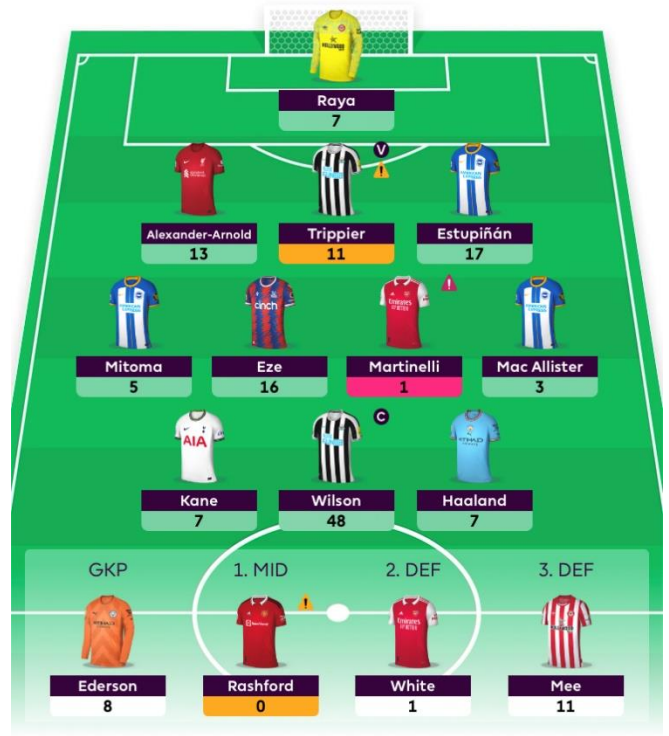 Raya
7
V
Alexander-Arnold
Trippier
Estupiñán
13
11
17
cinch
Mitoma
Eze
Martinelli
Mac Allister
5
16
1
3
AIA
C
Kane
Wilson
Haaland
7
48
7
GKP
1. MID
2. DEF
3. DEF
Ederson
Rashford
White
Mee
8
0
1
11